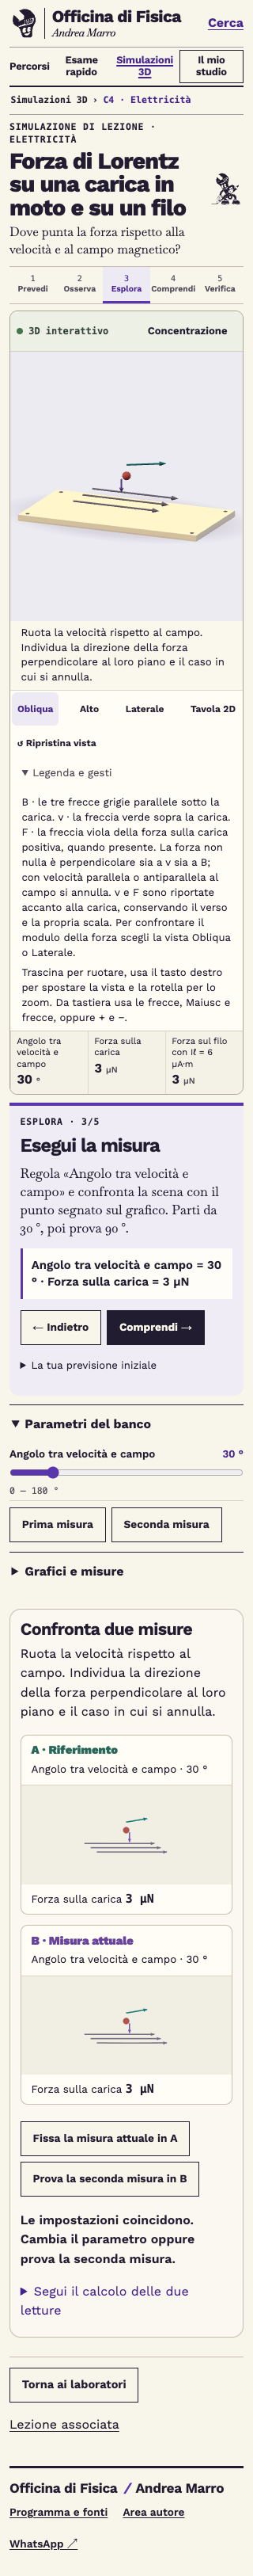 Officina di Fisica
Andrea Marro
Cerca
Percorsi
Esame
rapido
Simulazioni
3D
Il mio
studio
Simulazioni 3D › C4 · Elettricità
SIMULAZIONE DI LEZIONE ·
ELETTRICITÀ
Forza di Lorentz
su una carica in
moto e su un filo
Dove punta la forza rispetto alla
velocità e al campo magnetico?
1
Prevedi
2
Osserva
3
Esplora
4
Comprendi
5
Verifica
3D interattivo
Concentrazione
Ruota la velocità rispetto al campo.
Individua la direzione della forza
perpendicolare al loro piano e il caso in
cui si annulla.
Obliqua
Alto
Laterale
Tavola 2D
↺ Ripristina vista
▼ Legenda e gesti
B · le tre frecce grigie parallele sotto la
carica. v · la freccia verde sopra la carica.
F · la freccia viola della forza sulla carica
positiva, quando presente. La forza non
nulla è perpendicolare sia a v sia a B;
con velocità parallela o antiparallela al
campo si annulla. v e F sono riportate
accanto alla carica, conservando il verso
e la propria scala. Per confrontare il
modulo della forza scegli la vista Obliqua
o Laterale.
Trascina per ruotare, usa il tasto destro
per spostare la vista e la rotella per lo
zoom. Da tastiera usa le frecce, Maiusc e
frecce, oppure + e −.
Angolo tra
velocità e
campo
30 °
Forza sulla
carica
3 μN
Forza sul filo
con Iℓ = 6
μA·m
3 μN
ESPLORA · 3/5
Esegui la misura
Regola «Angolo tra velocità e
campo» e confronta la scena con il
punto segnato sul grafico. Parti da
30 °, poi prova 90 °.
Angolo tra velocità e campo = 30
° · Forza sulla carica = 3 μN
← Indietro
Comprendi →
▶ La tua previsione iniziale
▼ Parametri del banco
Angolo tra velocità e campo
30 °
0 — 180 °
Prima misura
Seconda misura
▶ Grafici e misure
Confronta due misure
Ruota la velocità rispetto al
campo. Individua la direzione
della forza perpendicolare al loro
piano e il caso in cui si annulla.
A · Riferimento
Angolo tra velocità e campo · 30 °
Forza sulla carica 3 μN
B · Misura attuale
Angolo tra velocità e campo · 30 °
Forza sulla carica 3 μN
Fissa la misura attuale in A
Prova la seconda misura in B
Le impostazioni coincidono.
Cambia il parametro oppure
prova la seconda misura.
▶ Segui il calcolo delle due
letture
Torna ai laboratori
Lezione associata
Officina di Fisica / Andrea Marro
Programma e fonti
Area autore
WhatsApp ↗